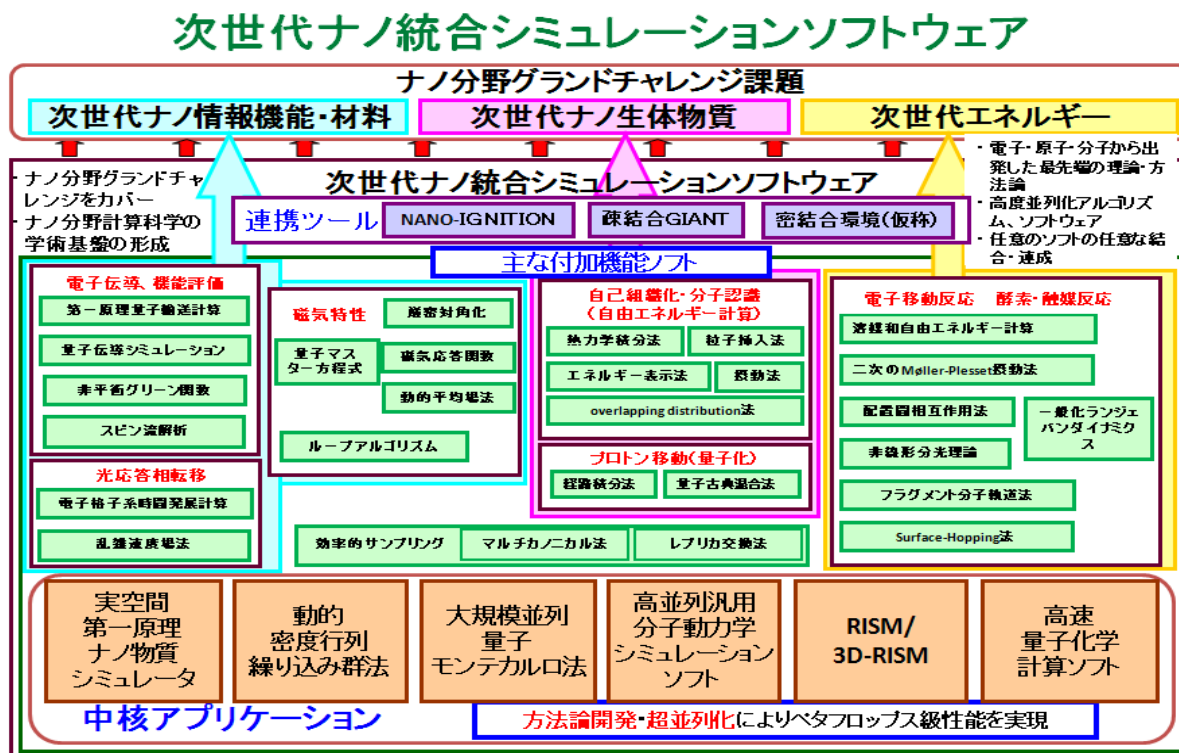 次世代ナノ統合シミュレーションソフトウェア
ナノ分野グランドチャレンジ課題
次世代ナノ情報機能・材料
次世代ナノ生体物質
次世代エネルギー
・ナノ分野グランドチャ
レンジをカバー
・ナノ分野計算科学の
学術基盤の形成
次世代ナノ統合シミュレーションソフトウェア
・電子・原子・分子から出
発した最先端の理論・方
法論
・高度並列化アルゴリズ
ム、ソフトウェア
・任意のソフトの任意な結
合・連成
連携ツール
NANO-IGNITION
疎結合GIANT
密結合環境(仮称)
主な付加機能ソフト
電子伝導、機能評価
第一原理量子輸送計算
量子伝導シミュレーション
非平衡グリーン関数
スピン流解析
光応答相転移
電子格子系時間発展計算
乱雑液度場法
磁気特性
厳密対角化
量子マス
ター方程式
磁気応答関数
動的平均場法
ループアルゴリズム
自己組織化・分子認識
(自由エネルギー計算)
熱力学積分法
粒子挿入法
エネルギー表示法
摂動法
overlapping distribution法
プロトン移動(量子化)
経路積分法
量子古典混合法
効率的サンプリング
マルチカノニカル法
レプリカ交換法
電子移動反応 酵素・触媒反応
溶媒和自由エネルギー計算
二次のMøller-Plesset摂動法
配置間相互作用法
一般化ランジェ
バンダイナミク
ス
非線形分光理論
フラグメント分子軌道法
Surface-Hopping法
実空間
第一原理
ナノ物質
シミュレータ
動的
密度行列
繰り込み群法
大規模並列
量子
モンテカルロ法
高並列汎用
分子動力学
シミュレーション
ソフト
RISM/
3D-RISM
高速
量子化学
計算ソフト
中核アプリケーション
方法論開発・超並列化によりペタフロップス級性能を実現